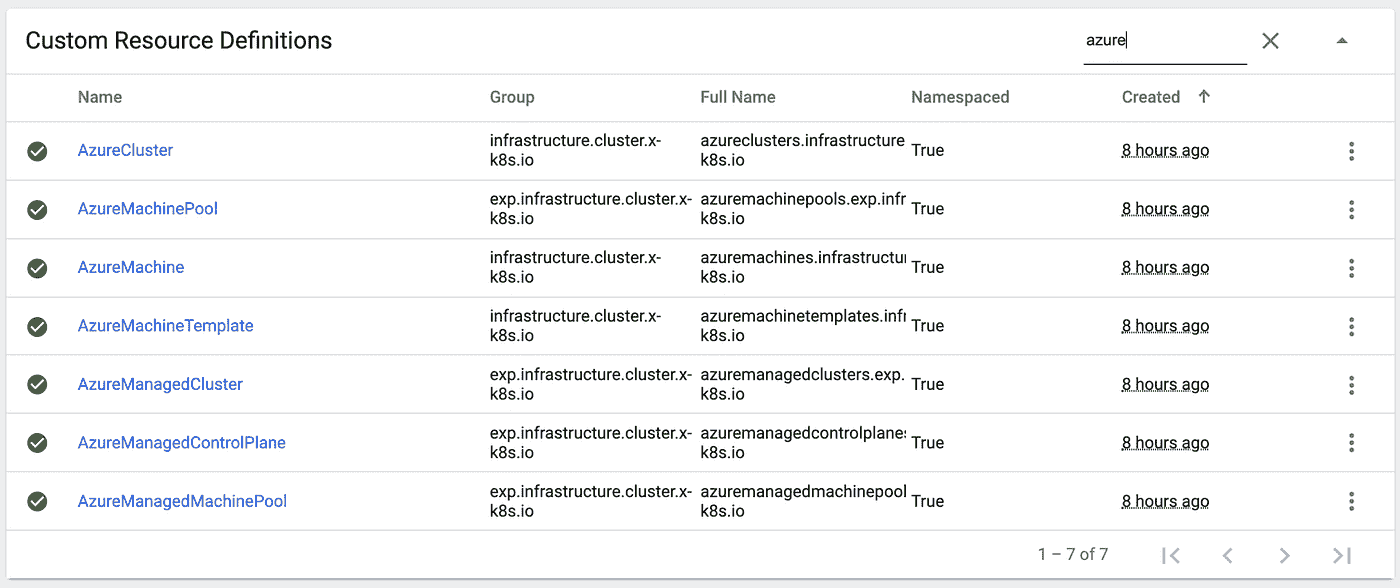 Custom Resource Definitions
azure
Name Group Full Name Namespaced Created
AzureCluster infrastructure.cluster.x-k8s.io azureclusters.infrastructure k8s.io True 8 hours ago
AzureMachinePool exp.infrastructure.cluster.x-k8s.io azuremachinepools.exp.infr k8s.io True 8 hours ago
AzureMachine infrastructure.cluster.x-k8s.io azuremachines.infrastructu k8s.io True 8 hours ago
AzureMachineTemplate infrastructure.cluster.x-k8s.io azuremachinetemplates.inf k8s.io True 8 hours ago
AzureManagedCluster exp.infrastructure.cluster.x-k8s.io azuremanagedclusters.exp. k8s.io True 8 hours ago
AzureManagedControlPlane exp.infrastructure.cluster.x-k8s.io azuremanagedcontrolplanes k8s.io True 8 hours ago
AzureManagedMachinePool exp.infrastructure.cluster.x-k8s.io azuremanagedmachinepool k8s.io True 8 hours ago
1 – 7 of 7